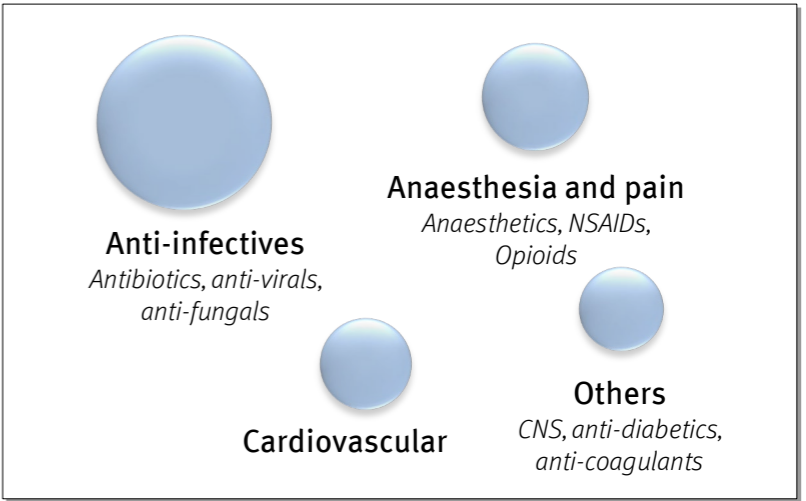 Anti-infectives
Antibiotics, anti-virals,
anti-fungals
Anaesthesia and pain
Anaesthetics, NSAIDs,
Opioids
Cardiovascular
Others
CNS, anti-diabetics,
anti-coagulants